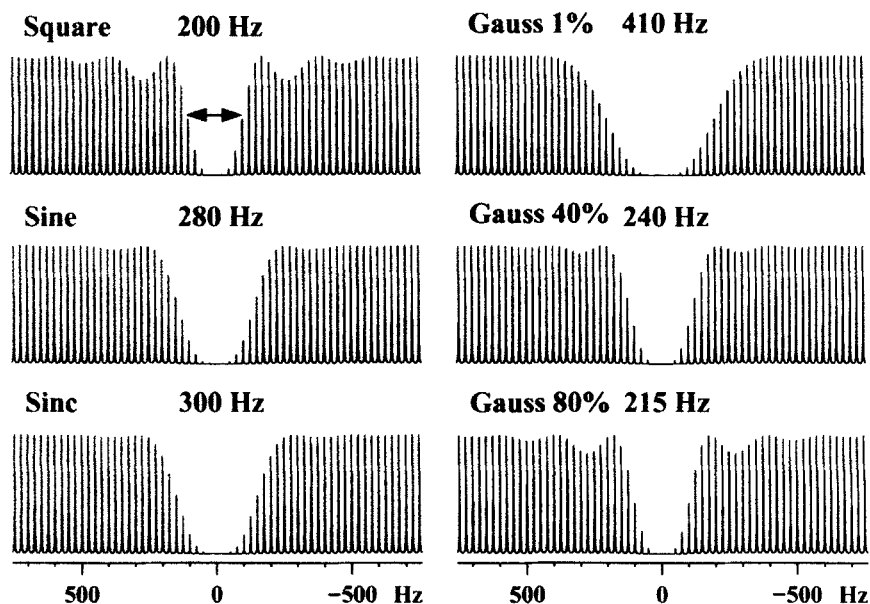 Square 200 Hz
Gauss 1% 410 Hz
Sine 280 Hz
Gauss 40% 240 Hz
Sinc 300 Hz
Gauss 80% 215 Hz
500 0 −500 Hz
500 0 −500 Hz